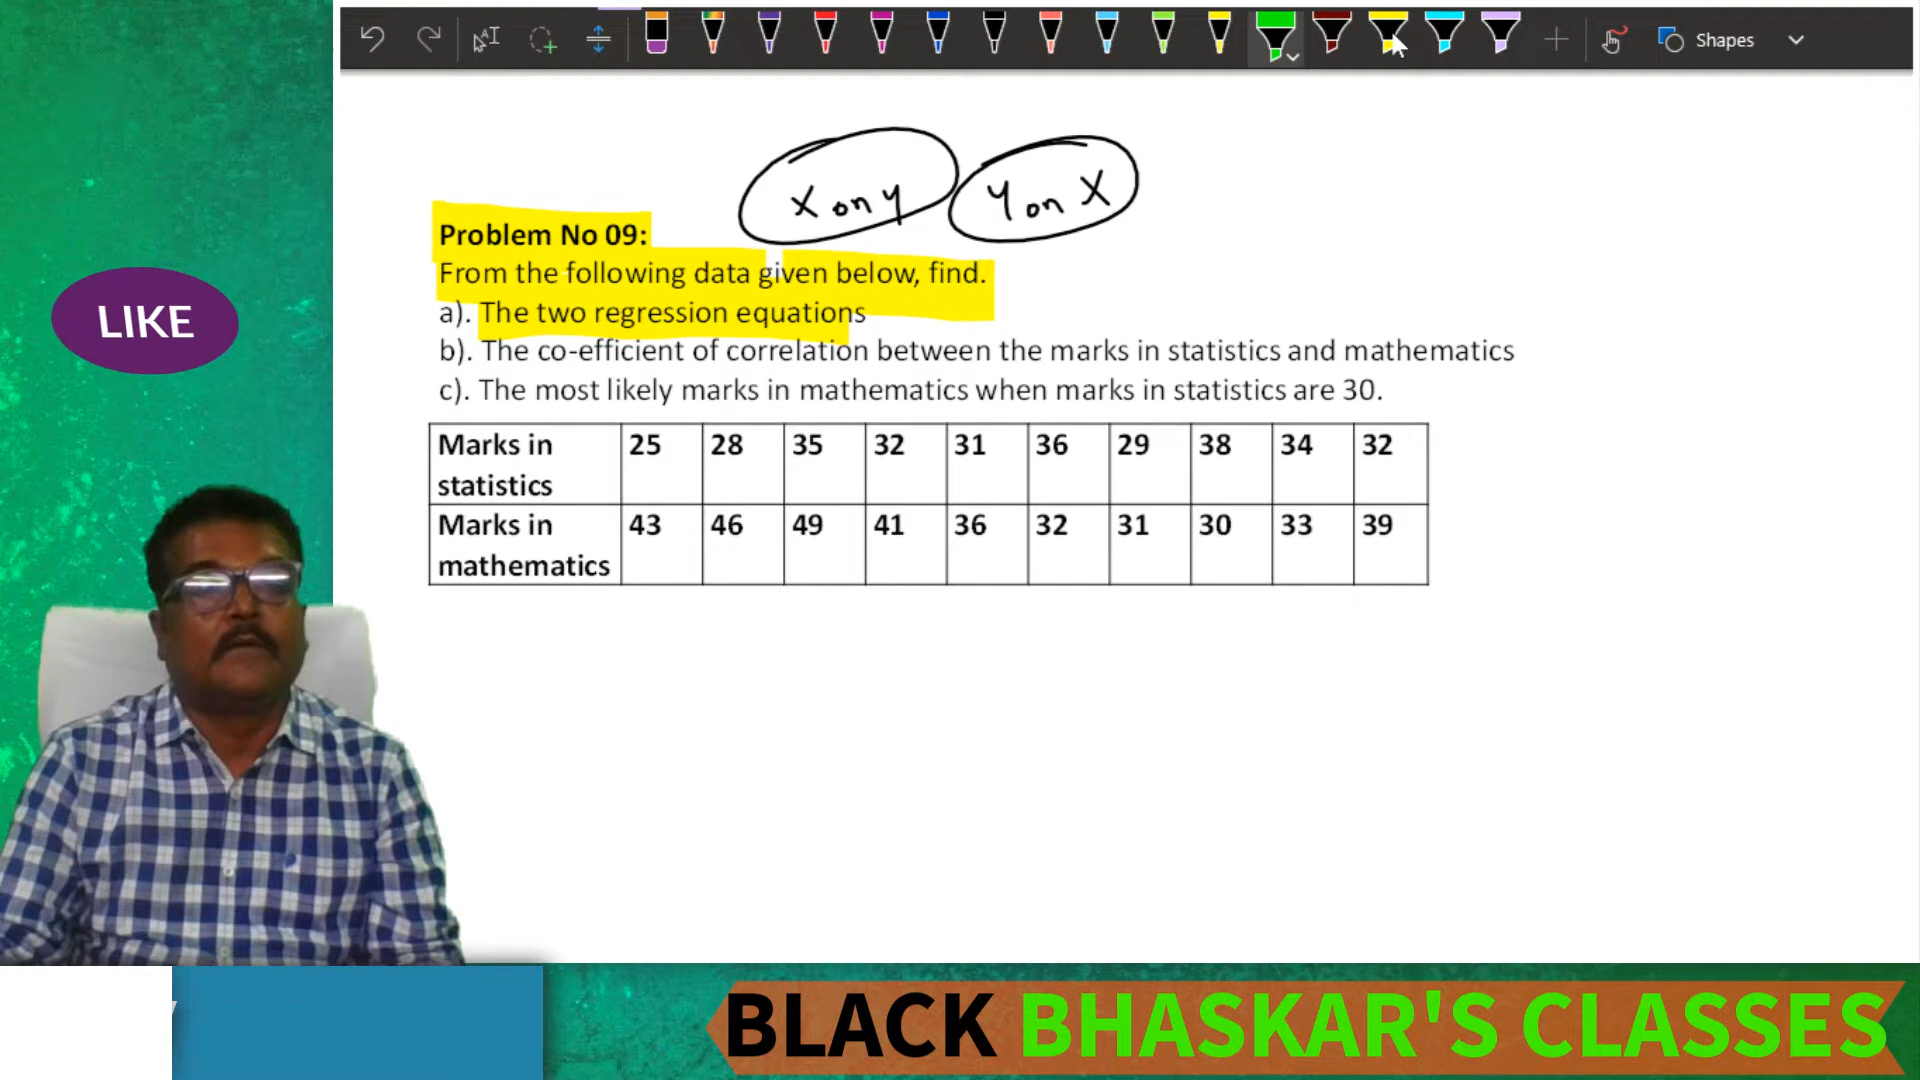 Shapes
X on y
Y on X
Problem No 09:
From the following data given below, find.
a). The two regression equations
b). The co-efficient of correlation between the marks in statistics and mathematics
c). The most likely marks in mathematics when marks in statistics are 30.
Marks in statistics 25 28 35 32 31 36 29 38 34 32
Marks in mathematics 43 46 49 41 36 32 31 30 33 39
LIKE
BLACK BHASKAR'S CLASSES